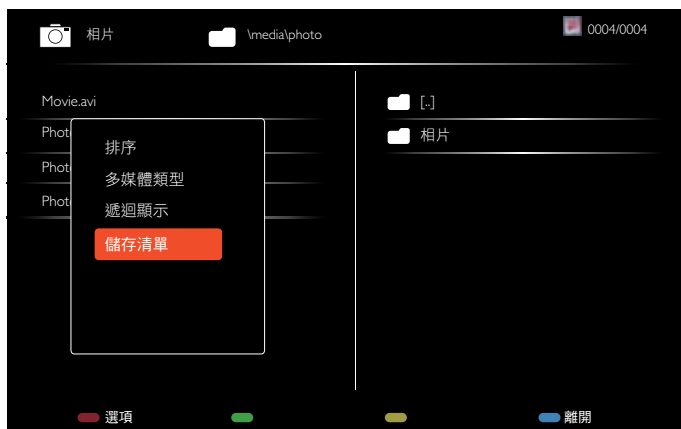 相片 \media\photo 0004/0004
Movie.avi
Phot
Phot
Phot
排序
多媒體類型
遞迴顯示
儲存清單
[..]
相片
選項 離開